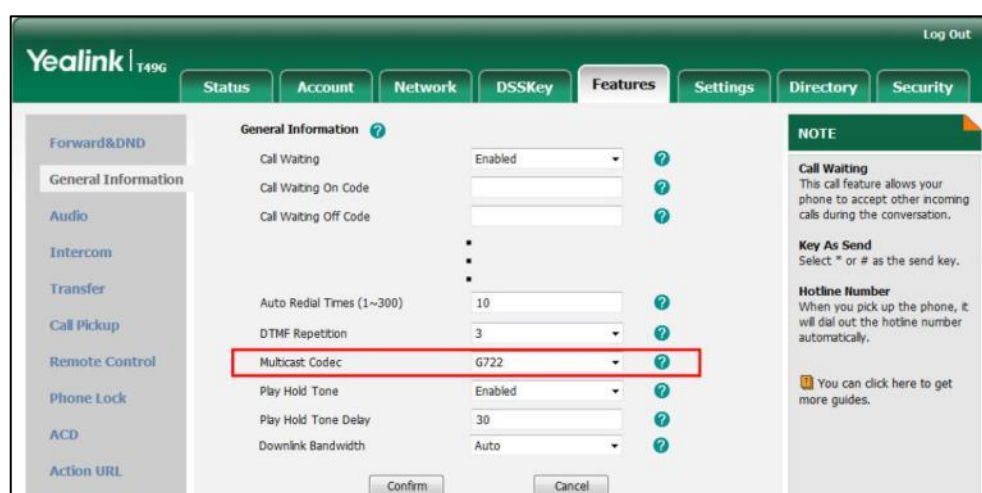 Log Out
Yealink | T49G
Status Account Network DSSKey Features Settings Directory Security
Forward&DND
General Information
Audio
Intercom
Transfer
Call Pickup
Remote Control
Phone Lock
ACD
Action URL
General Information ?
Call Waiting Enabled ?
Call Waiting On Code ?
Call Waiting Off Code ?
Auto Redial Times (1~300) 10 ?
DTMF Repetition 3 ?
Multicast Codec G722 ?
Play Hold Tone Enabled ?
Play Hold Tone Delay 30 ?
Downlink Bandwidth Auto ?
Confirm Cancel
NOTE
Call Waiting
This call feature allows your
phone to accept other incoming
calls during the conversation.
Key As Send
Select * or # as the send key.
Hotline Number
When you pick up the phone, it
will dial out the hotline number
automatically.
You can click here to get
more guides.